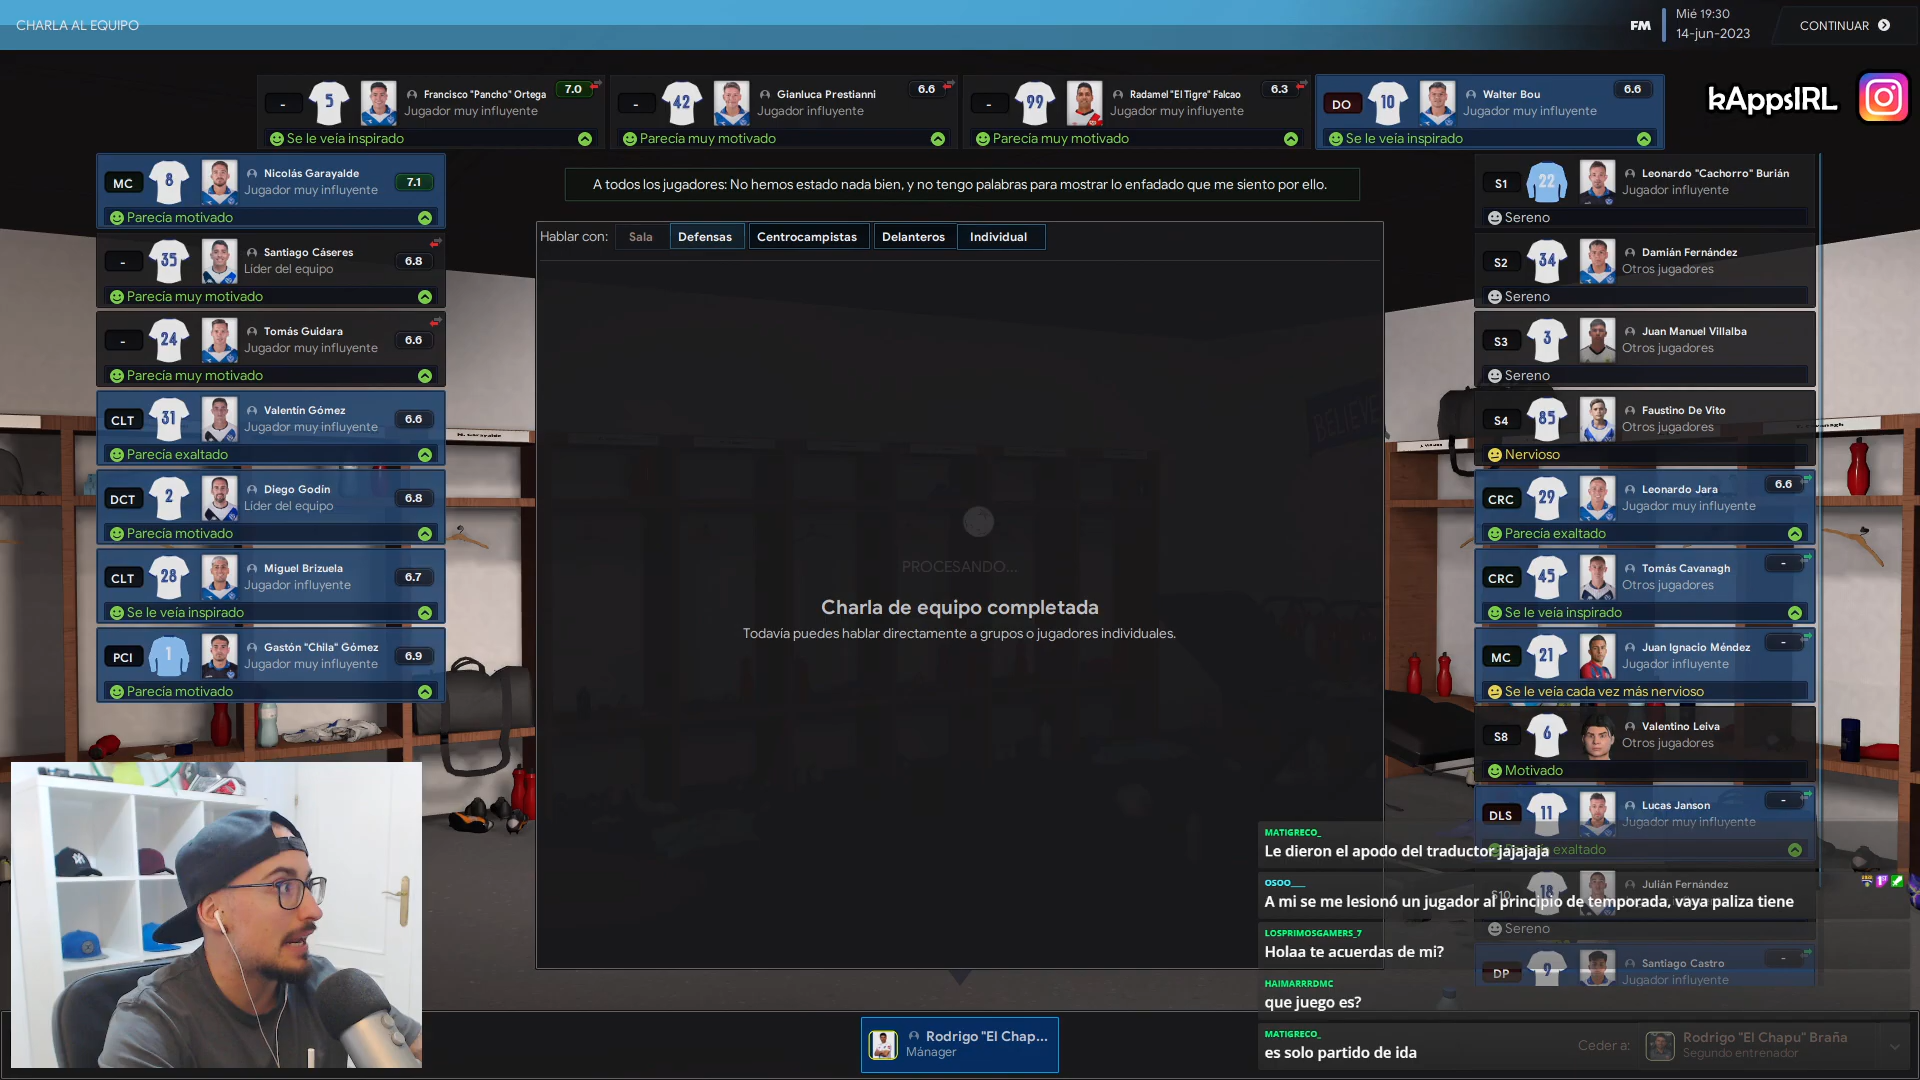 CHARLA AL EQUIPO
FM
Mié 19:30
14-jun-2023
CONTINUAR
kAppsIRL
-
5
Francisco "Pancho" Ortega
Jugador muy influyente
7.0
Se le veía inspirado
-
42
Gianluca Prestianni
Jugador muy influyente
6.6
Parecía muy motivado
-
99
Radamel "El Tigre" Falcao
Jugador muy influyente
6.3
Parecía muy motivado
DO
10
Walter Bou
Jugador muy influyente
6.6
Se le veía inspirado
MC
8
Nicolás Garayalde
Jugador muy influyente
7.1
Parecía motivado
-
35
Santiago Cáseres
Líder del equipo
6.8
Parecía muy motivado
-
24
Tomás Guidara
Jugador muy influyente
6.6
Parecía muy motivado
CLT
31
Valentín Gómez
Jugador muy influyente
6.6
Parecía exaltado
DCT
2
Diego Godín
Líder del equipo
6.8
Parecía motivado
CLT
28
Miguel Brizuela
Jugador influyente
6.7
Se le veía inspirado
PCI
1
Gastón "Chila" Gómez
Jugador muy influyente
6.9
Parecía motivado
A todos los jugadores: No hemos estado nada bien, y no tengo palabras para mostrar lo enfadado que me siento por ello.
Hablar con: Sala Defensas Centrocampistas Delanteros Individual
BELIEVE
PROCESANDO...
Charla de equipo completada
Todavía puedes hablar directamente a grupos o jugadores individuales.
S1
22
Leonardo "Cachorro" Burián
Jugador influyente
Sereno
S2
34
Damián Fernández
Otros jugadores
Sereno
S3
3
Juan Manuel Villalba
Otros jugadores
Sereno
S4
85
Faustino De Vito
Otros jugadores
Nervioso
CRC
29
Leonardo Jara
Jugador muy influyente
6.6
Parecía exaltado
CRC
45
Tomás Cavanagh
Otros jugadores
-
Se le veía inspirado
MC
21
Juan Ignacio Méndez
Jugador influyente
-
Se le veía cada vez más nervioso
S8
6
Valentino Leiva
Otros jugadores
Motivado
DLS
11
Lucas Janson
Jugador muy influyente
-
exaltado
S10
18
Julián Fernández
Sereno
DP
9
Santiago Castro
Jugador influyente
-
MATIGRECO_
Le dieron el apodo del traductor jajajaja
OSOO___
A mi se me lesionó un jugador al principio de temporada, vaya paliza tiene
LOSPRIMOSGAMERS_7
Holaa te acuerdas de mi?
HAIMARRRDMC
que juego es?
MATIGRECO_
es solo partido de ida
Rodrigo "El Chap...
Mánager
Ceder a:
Rodrigo "El Chapu" Braña
Segundo entrenador